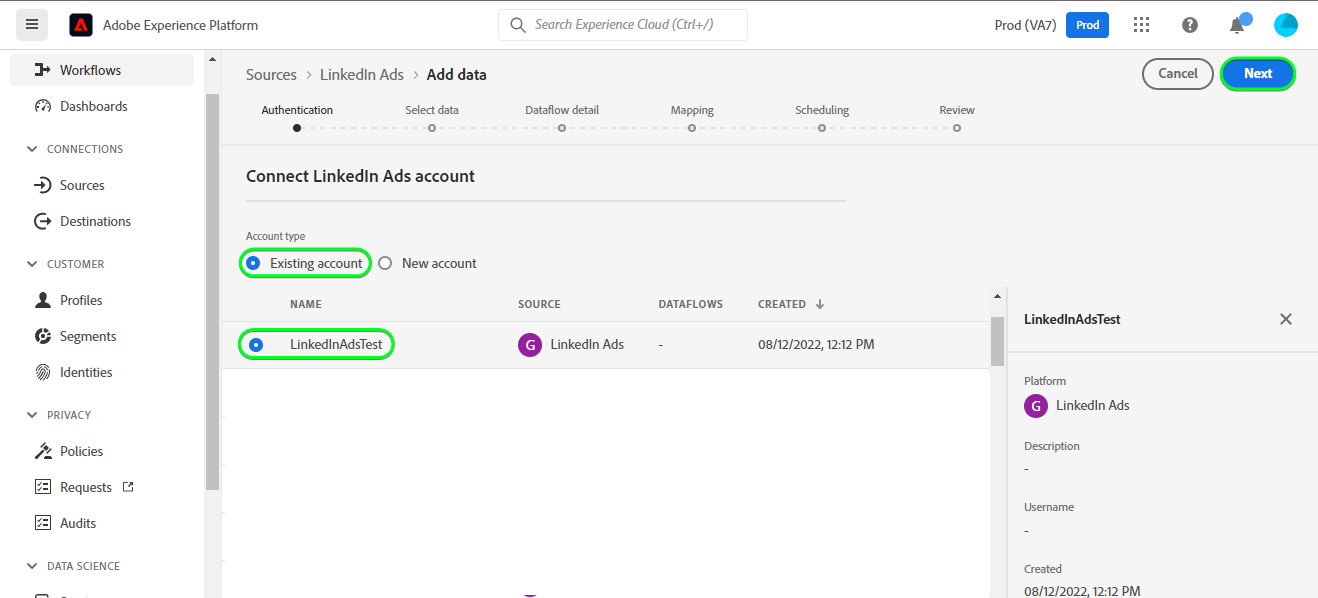 Adobe Experience Platform
Search Experience Cloud (Ctrl+/)
Prod (VA7)
Prod
Workflows
Dashboards
CONNECTIONS
Sources
Destinations
CUSTOMER
Profiles
Segments
Identities
PRIVACY
Policies
Requests
Audits
DATA SCIENCE
Sources > LinkedIn Ads > Add data
Cancel
Next
Authentication
Select data
Dataflow detail
Mapping
Scheduling
Review
Connect LinkedIn Ads account
Account type
Existing account
New account
NAME SOURCE DATAFLOWS CREATED ↓
LinkedInAdsTest G LinkedIn Ads - 08/12/2022, 12:12 PM
LinkedInAdsTest
Platform
G LinkedIn Ads
Description
-
Username
-
Created
08/12/2022, 12:12 PM